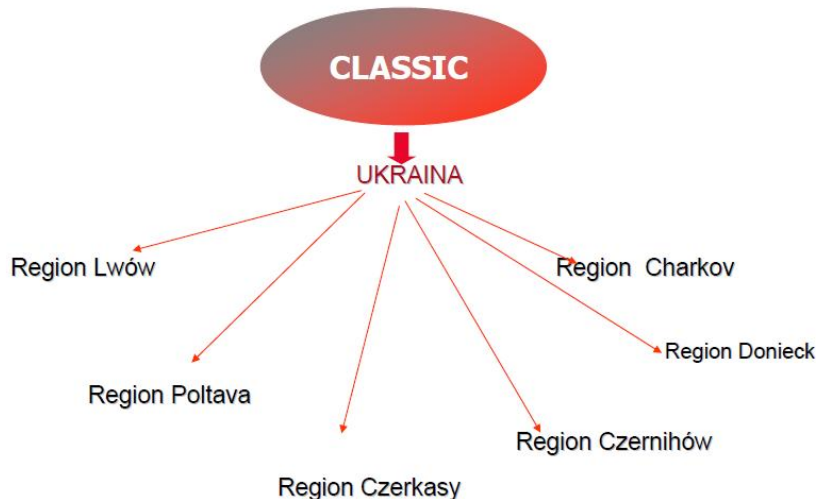 CLASSIC
UKRAINA
Region Lwów
Region  Charkov
Region Donieck
Region Poltava
Region Czernihów
Region Czerkasy